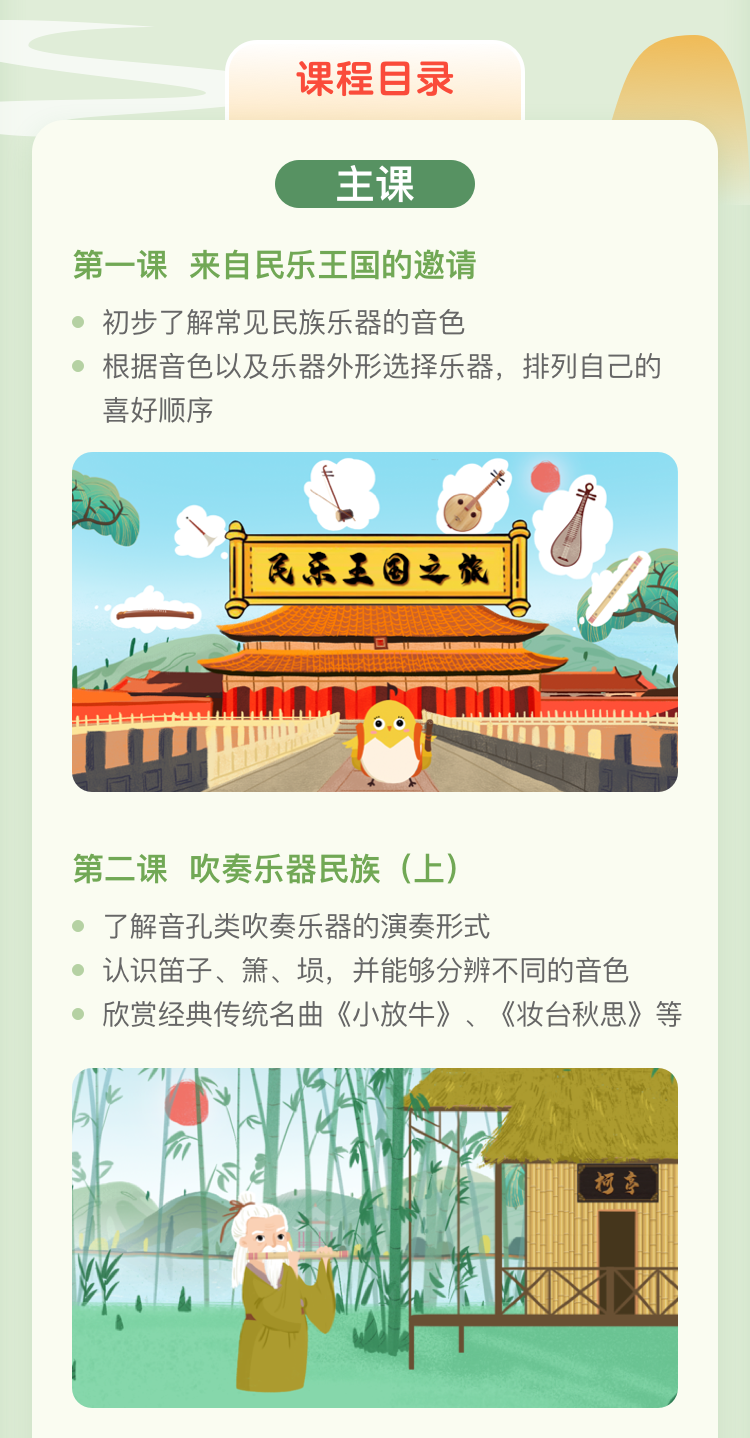 课程目录
主课
第一课 来自民乐王国的邀请
初步了解常见民族乐器的音色
根据音色以及乐器外形选择乐器，排列自己的
喜好顺序
民乐王国之旅
第二课 吹奏乐器民族（上）
了解音孔类吹奏乐器的演奏形式
认识笛子、箫、埙，并能够分辨不同的音色
欣赏经典传统名曲《小放牛》、《妆台秋思》等
柯亭